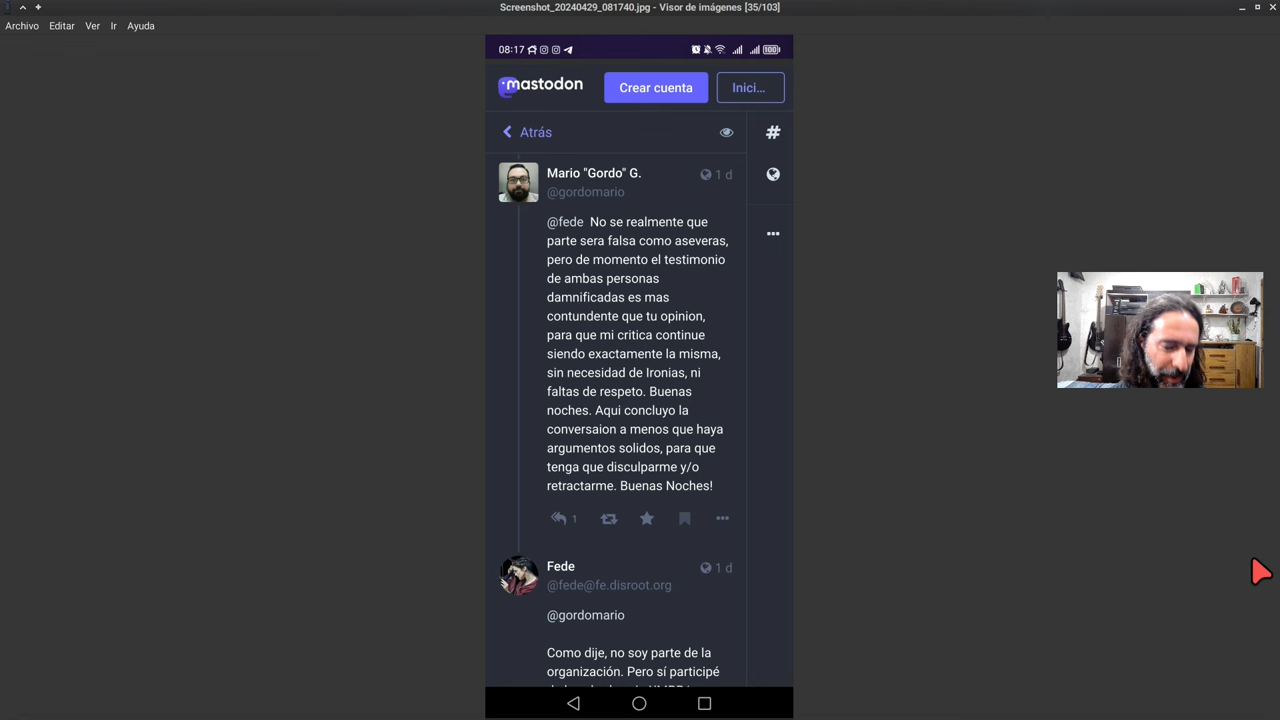 Screenshot_20240429_081740.jpg - Visor de imágenes [35/103]
Archivo Editar Ver Ir Ayuda
08:17
100
mastodon
Crear cuenta
Inici...
Atrás
#
Mario "Gordo" G.
1 d
@gordomario
@fede No se realmente que
parte sera falsa como aseveras,
pero de momento el testimonio
de ambas personas
damnificadas es mas
contundente que tu opinion,
para que mi critica continue
siendo exactamente la misma,
sin necesidad de Ironias, ni
faltas de respeto. Buenas
noches. Aqui concluyo la
conversaion a menos que haya
argumentos solidos, para que
tenga que disculparme y/o
retractarme. Buenas Noches!
1
Fede
1 d
@fede@fe.disroot.org
@gordomario
Como dije, no soy parte de la
organización. Pero sí participé